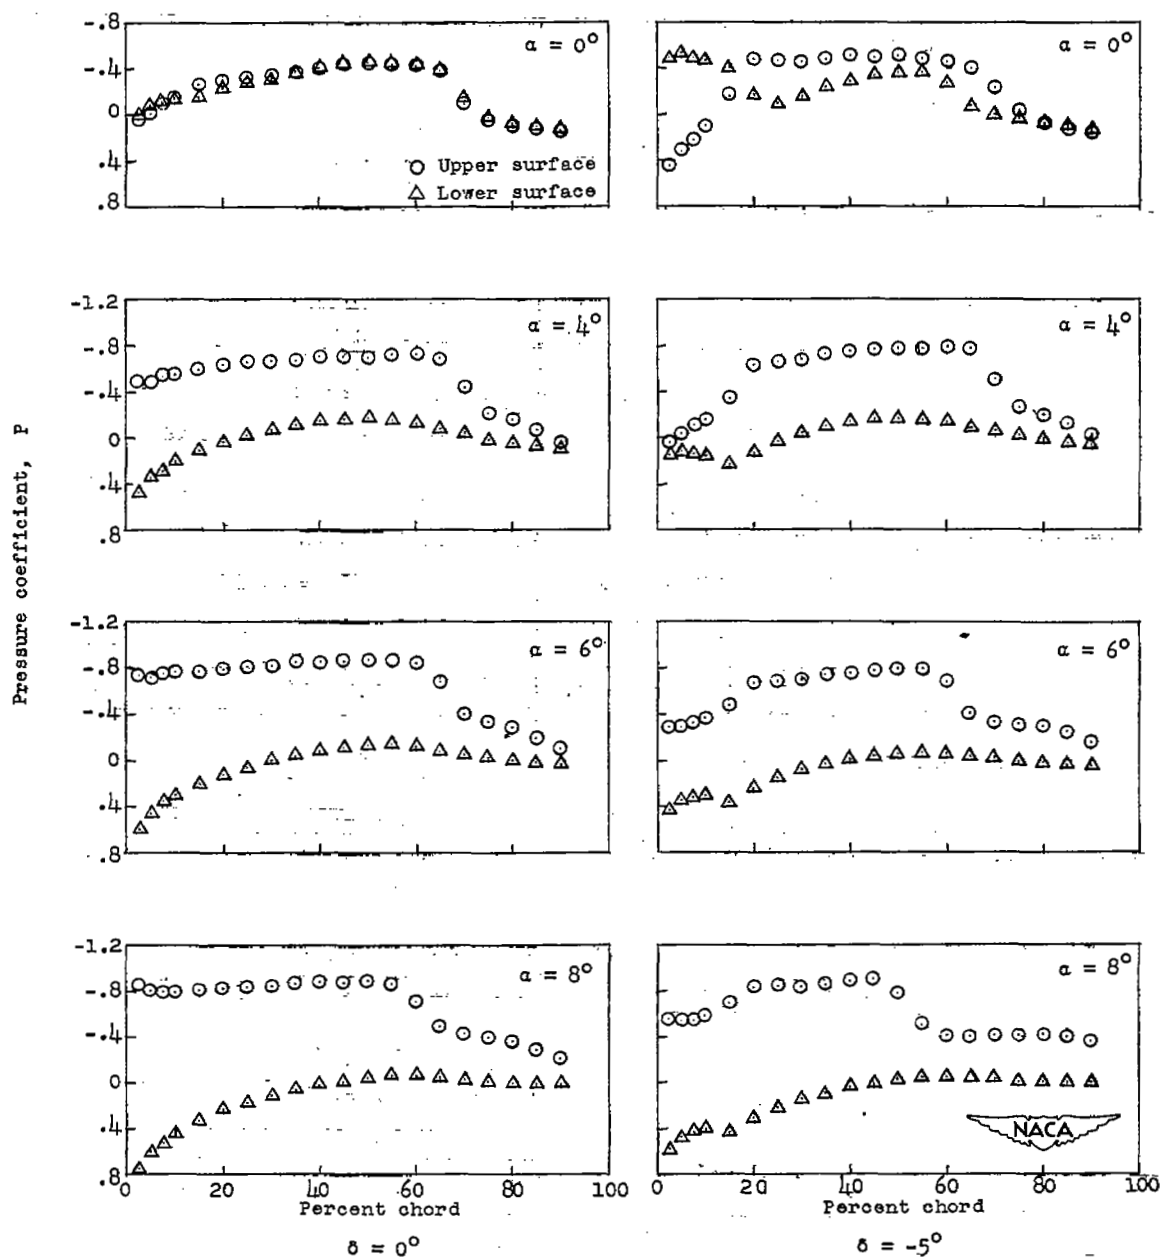 -.8
-.4
0
.4
.8
α = 0°
Upper surface
Lower surface
α = 0°
-1.2
-.8
-.4
0
.4
.8
α = 4°
α = 4°
Pressure coefficient, P
-1.2
-.8
-.4
0
.4
.8
α = 6°
α = 6°
-1.2
-.8
-.4
0
.4
.8
α = 8°
α = 8°
NACA
0 20 40 60 80 100
0 20 40 60 80 100
Percent chord
Percent chord
δ = 0°
δ = -5°